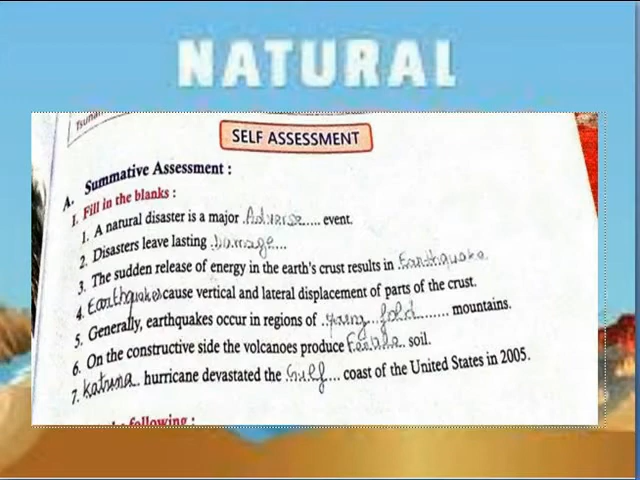 NATURAL
Tsunam
SELF ASSESSMENT
A. Summative Assessment :
I. Fill in the blanks :
1. A natural disaster is a major Adverse..... event.
2. Disasters leave lasting .Damage...
3. The sudden release of energy in the earth's crust results in .Earthquake
4. Earthquakes cause vertical and lateral displacement of parts of the crust.
5. Generally, earthquakes occur in regions of .young fold......... mountains.
6. On the constructive side the volcanoes produce soil.
7. Katrina.. hurricane devastated the Gulf... coast of the United States in 2005.
following :